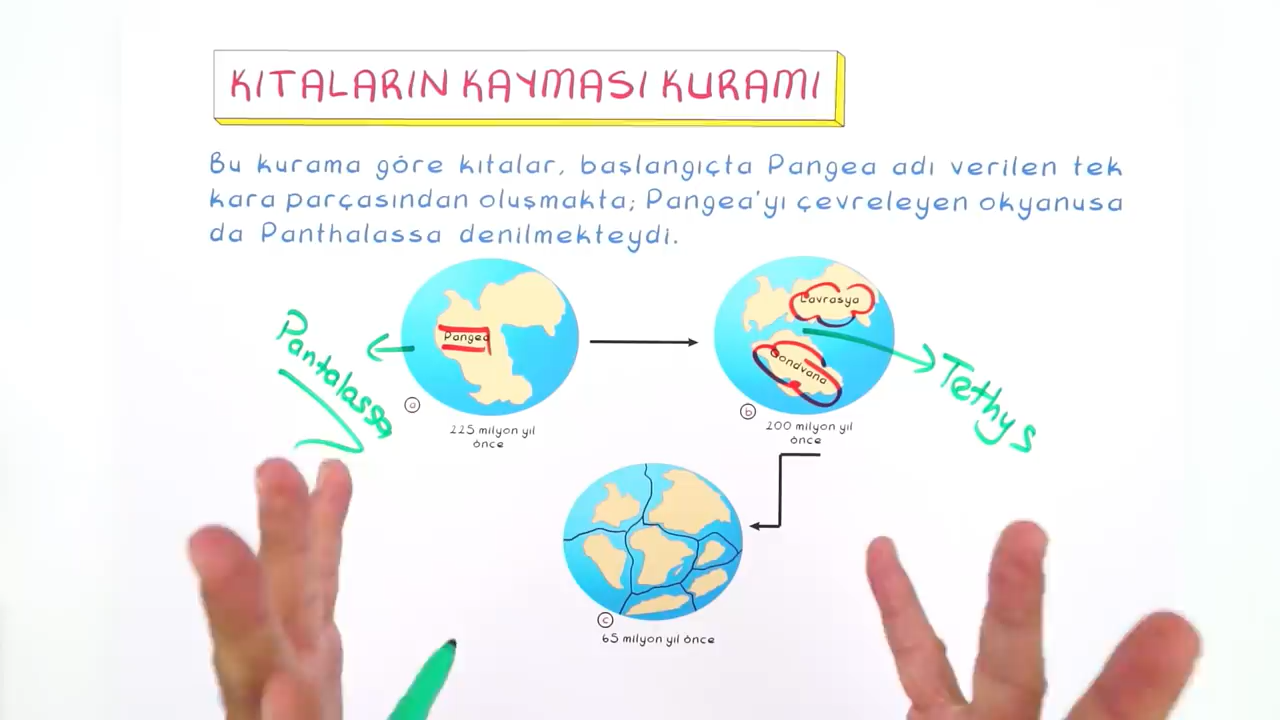 KITALARIN KAYMASI KURAMI
Bu kurama göre kıtalar, başlangıçta Pangea adı verilen tek
kara parçasından oluşmakta; Pangea'yı çevreleyen okyanusa
da Panthalassa denilmekteydi.
Pantalassa
Pangea
a
225 milyon yıl
önce
Lavrasya
Gondvana
b
200 milyon yıl
önce
Tethys
c
65 milyon yıl önce